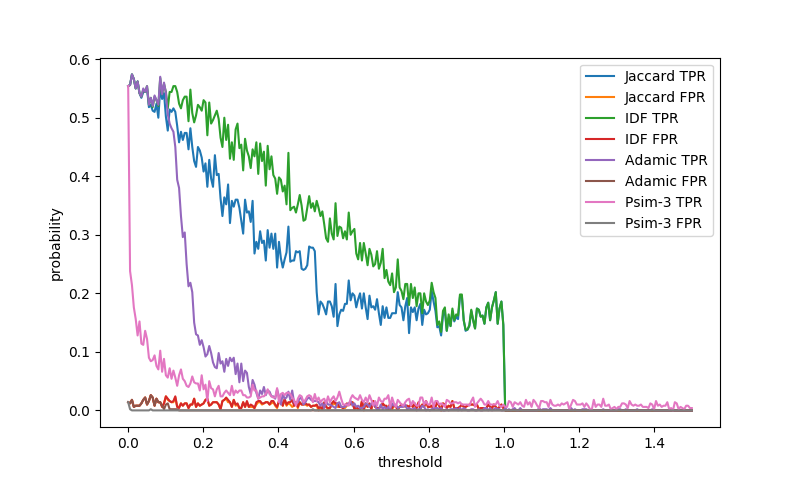 0.6
0.5
0.4
0.3
0.2
0.1
0.0
probability
0.0 0.2 0.4 0.6 0.8 1.0 1.2 1.4
threshold
Jaccard TPR
Jaccard FPR
IDF TPR
IDF FPR
Adamic TPR
Adamic FPR
Psim-3 TPR
Psim-3 FPR